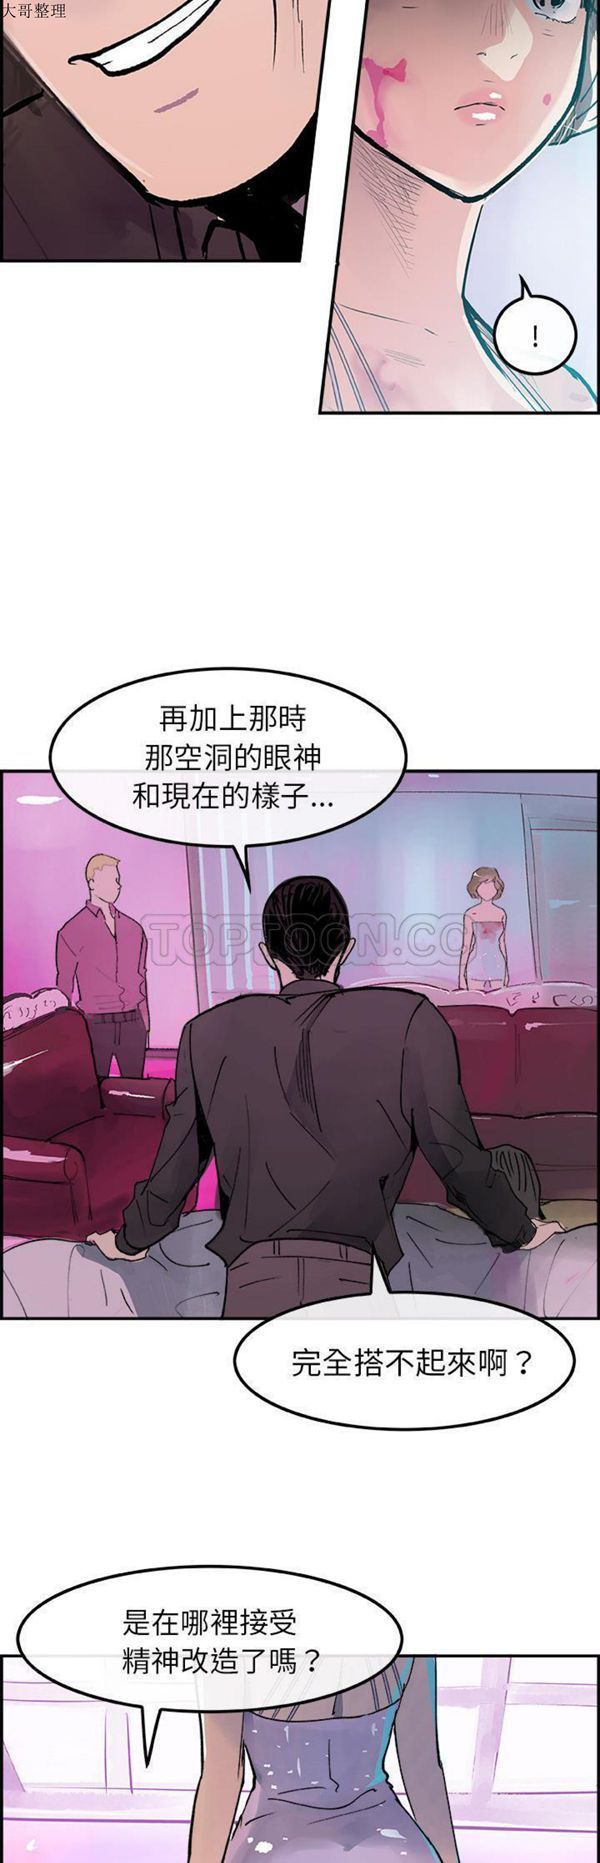 大哥整理
！
再加上那時
那空洞的眼神
和現在的樣子...
TOPTOON.CO
完全搭不起來啊？
是在哪裡接受
精神改造了嗎？